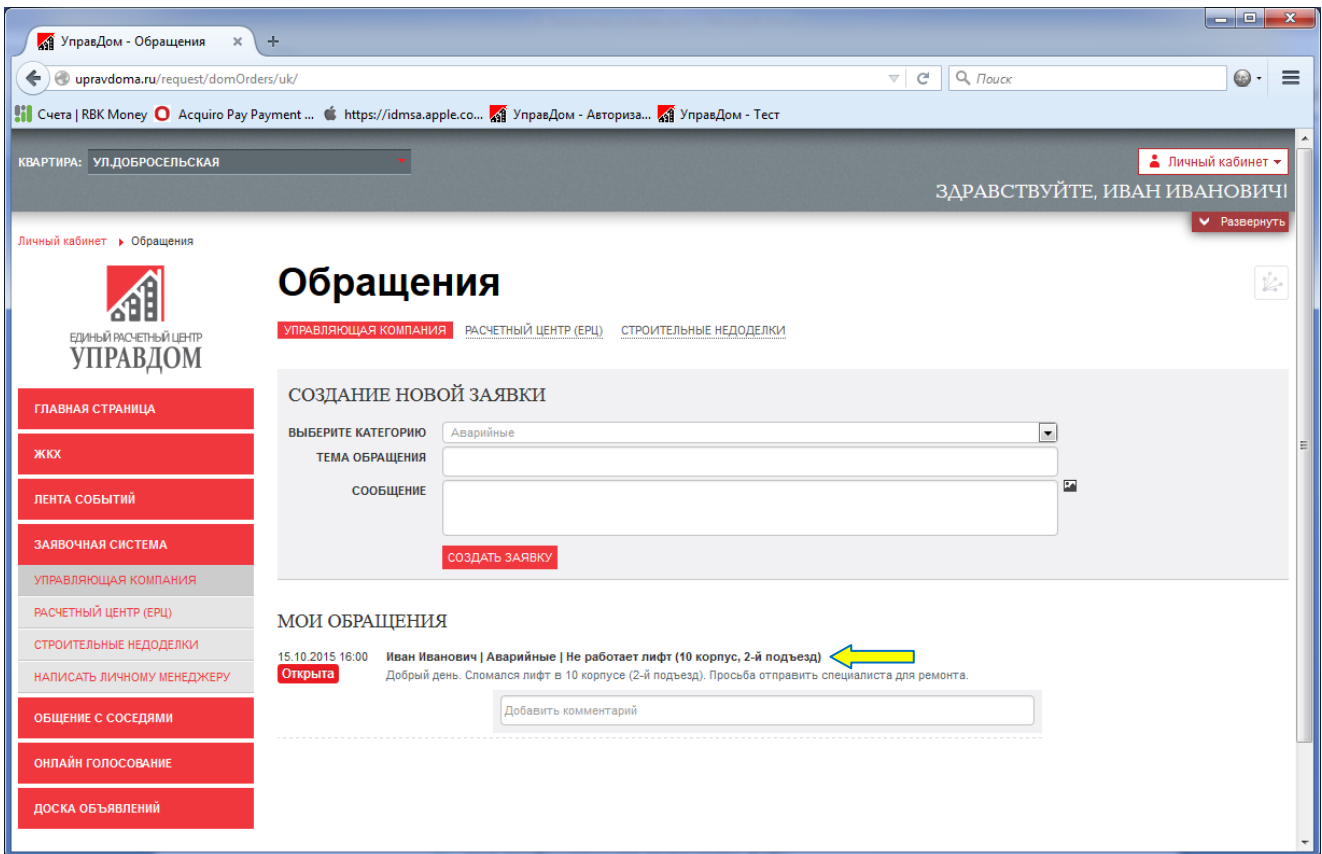 УправДом - Обращения
upravdoma.ru/request/domOrders/uk/
Поиск
Счета | RBK Money Acquiro Pay Payment ... https://idmsa.apple.co... УправДом - Авториза... УправДом - Тест
КВАРТИРА: УЛ.ДОБРОСЕЛЬСКАЯ
Личный кабинет
ЗДРАВСТВУЙТЕ, ИВАН ИВАНОВИЧ!
Развернуть
Личный кабинет Обращения
ЕДИНЫЙ РАСЧЕТНЫЙ ЦЕНТР
УПРАВДОМ
ГЛАВНАЯ СТРАНИЦА
ЖКХ
ЛЕНТА СОБЫТИЙ
ЗАЯВОЧНАЯ СИСТЕМА
УПРАВЛЯЮЩАЯ КОМПАНИЯ
РАСЧЕТНЫЙ ЦЕНТР (ЕРЦ)
СТРОИТЕЛЬНЫЕ НЕДОДЕЛКИ
НАПИСАТЬ ЛИЧНОМУ МЕНЕДЖЕРУ
ОБЩЕНИЕ С СОСЕДЯМИ
ОНЛАЙН ГОЛОСОВАНИЕ
ДОСКА ОБЪЯВЛЕНИЙ
Обращения
УПРАВЛЯЮЩАЯ КОМПАНИЯ РАСЧЕТНЫЙ ЦЕНТР (ЕРЦ) СТРОИТЕЛЬНЫЕ НЕДОДЕЛКИ
СОЗДАНИЕ НОВОЙ ЗАЯВКИ
ВЫБЕРИТЕ КАТЕГОРИЮ Аварийные
ТЕМА ОБРАЩЕНИЯ
СООБЩЕНИЕ
СОЗДАТЬ ЗАЯВКУ
МОИ ОБРАЩЕНИЯ
15.10.2015 16:00 Иван Иванович | Аварийные | Не работает лифт (10 корпус, 2-й подъезд)
Открыта Добрый день. Сломался лифт в 10 корпусе (2-й подъезд). Просьба отправить специалиста для ремонта.
Добавить комментарий